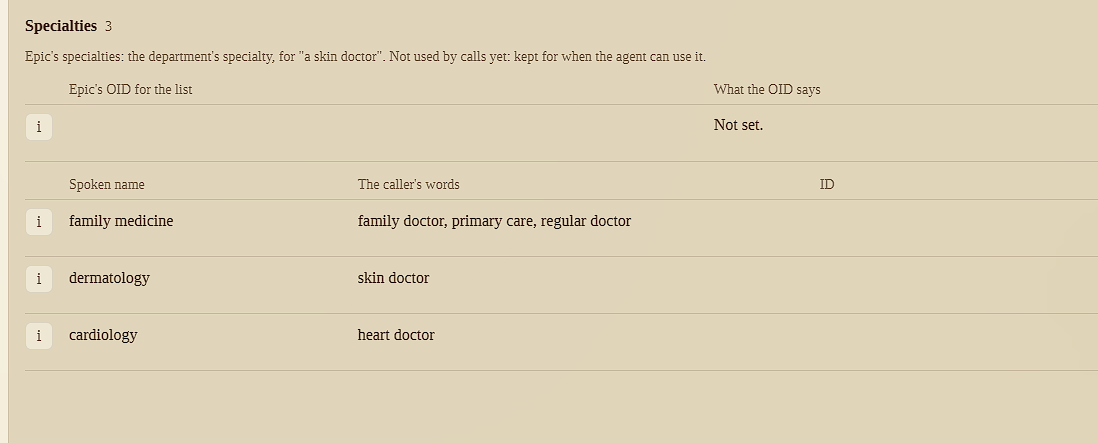 Specialties 3
Epic's specialties: the department's specialty, for "a skin doctor". Not used by calls yet: kept for when the agent can use it.
Epic's OID for the list What the OID says
i Not set.
Spoken name The caller's words ID
i family medicine family doctor, primary care, regular doctor
i dermatology skin doctor
i cardiology heart doctor